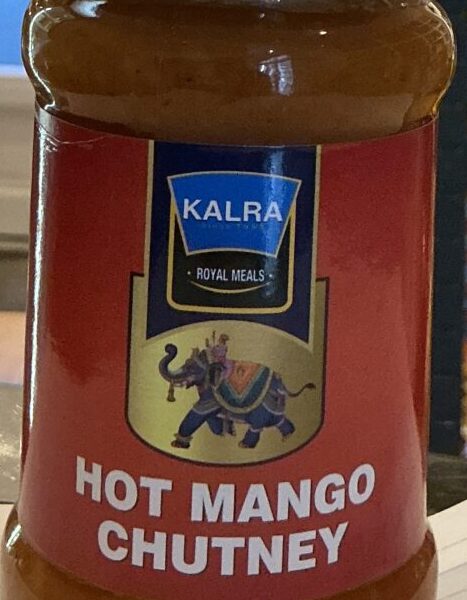 KALRA
· ROYAL MEALS ·
HOT MANGO
CHUTNEY